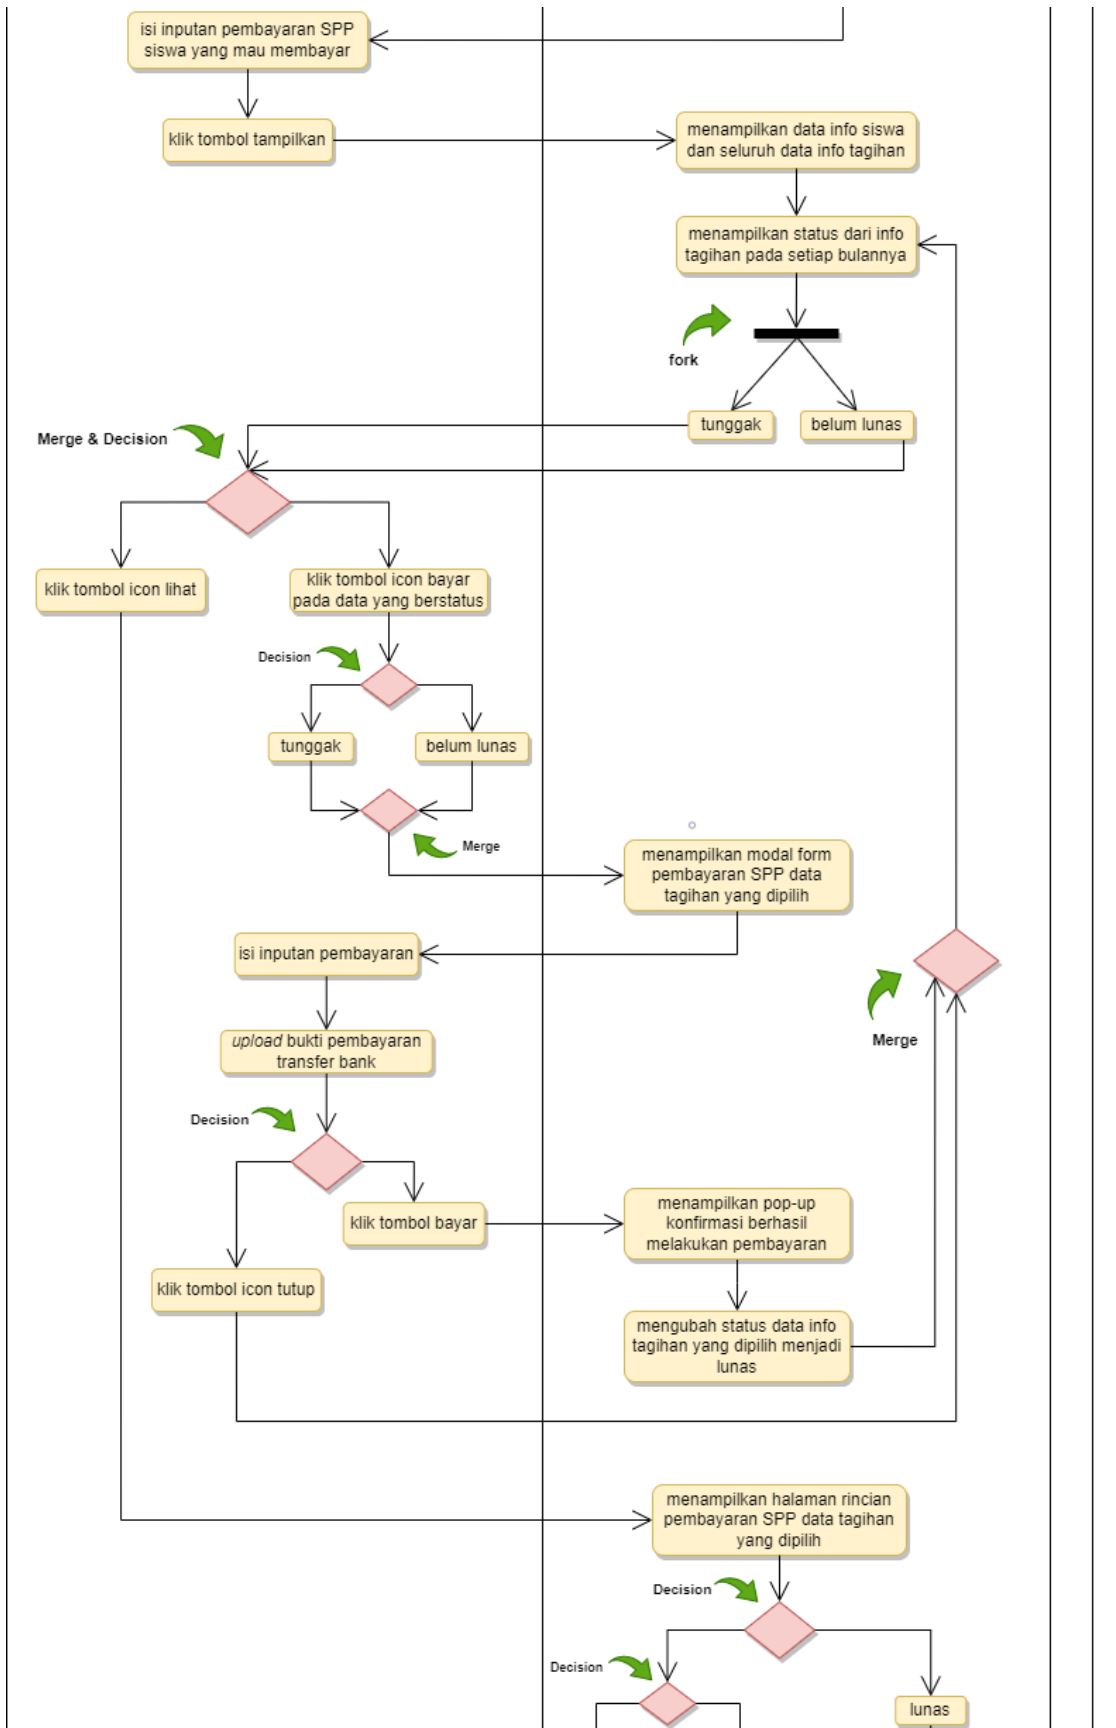 isi inputan pembayaran SPP
siswa yang mau membayar
klik tombol tampilkan
menampilkan data info siswa
dan seluruh data info tagihan
menampilkan status dari info
tagihan pada setiap bulannya
fork
tunggak
belum lunas
Merge & Decision
klik tombol icon lihat
klik tombol icon bayar
pada data yang berstatus
Decision
tunggak
belum lunas
Merge
menampilkan modal form
pembayaran SPP data
tagihan yang dipilih
isi inputan pembayaran
upload bukti pembayaran
transfer bank
Merge
Decision
klik tombol bayar
menampilkan pop-up
konfirmasi berhasil
melakukan pembayaran
klik tombol icon tutup
mengubah status data info
tagihan yang dipilih menjadi
lunas
menampilkan halaman rincian
pembayaran SPP data tagihan
yang dipilih
Decision
Decision
lunas